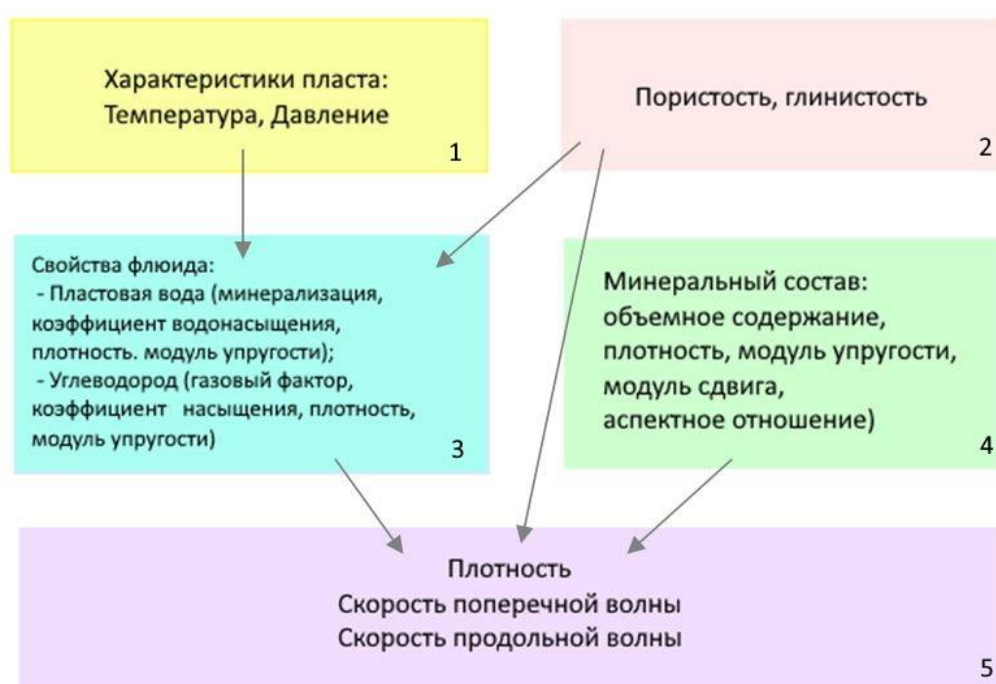 Характеристики пласта:
Температура, Давление
1
Пористость, глинистость
2
Свойства флюида:
- Пластовая вода (минерализация,
коэффициент водонасыщения,
плотность. модуль упругости);
- Углеводород (газовый фактор,
коэффициент насыщения, плотность,
модуль упругости)
3
Минеральный состав:
объемное содержание,
плотность, модуль упругости,
модуль сдвига,
аспектное отношение)
4
Плотность
Скорость поперечной волны
Скорость продольной волны
5